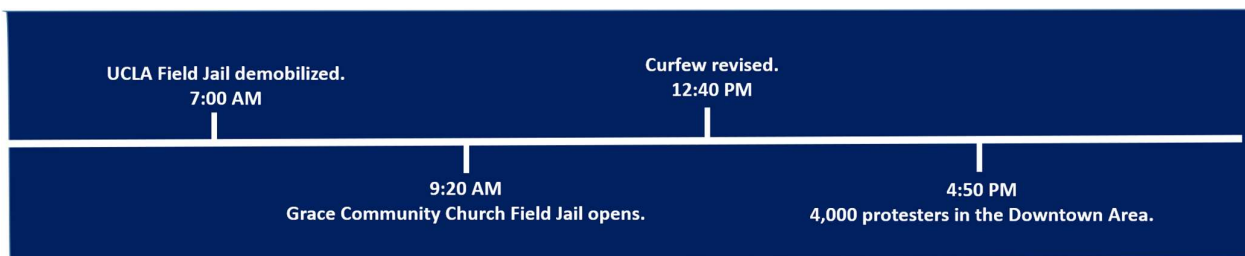 UCLA Field Jail demobilized.
7:00 AM
9:20 AM
Grace Community Church Field Jail opens.
Curfew revised.
12:40 PM
4:50 PM
4,000 protesters in the Downtown Area.